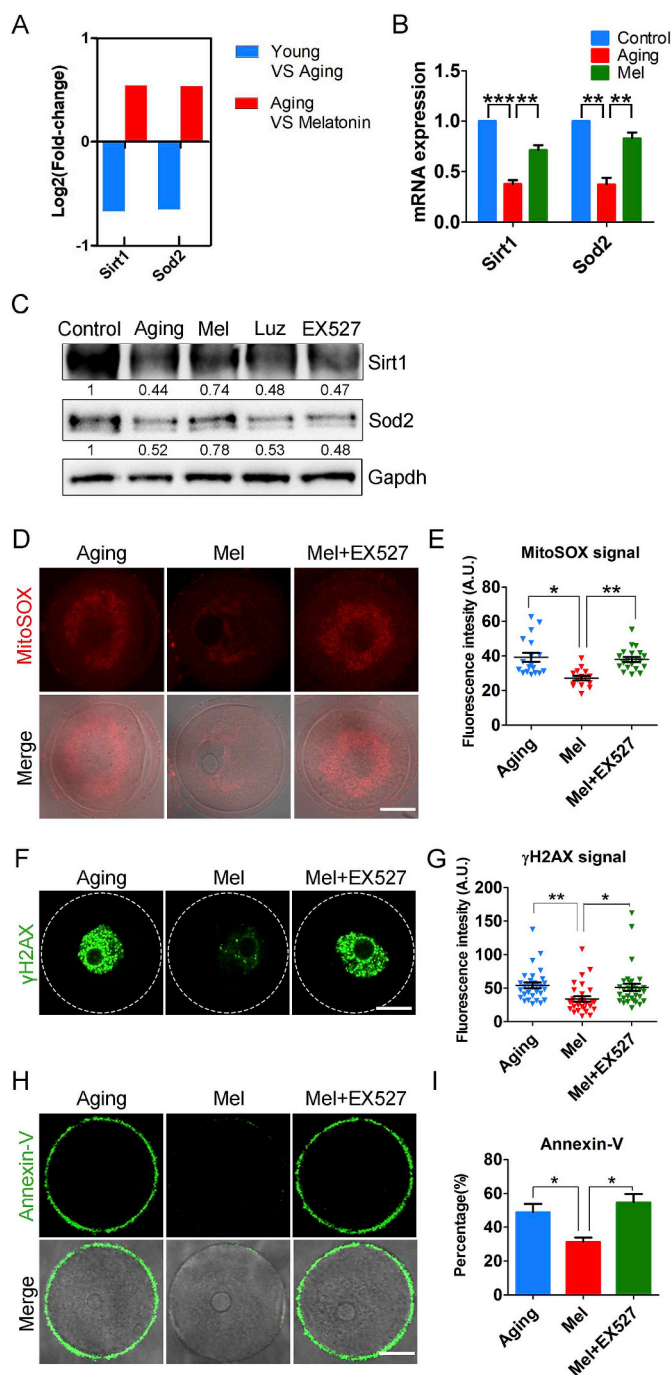 A
Young
VS Aging
Aging
VS Melatonin
Log2(Fold-change)
1
0
-1
Sirt1
Sod2
B
Control
Aging
Mel
mRNA expression
1.5
1.0
0.5
0.0
*** ** ** **
Sirt1
Sod2
C
Control Aging Mel Luz EX527
Sirt1
1 0.44 0.74 0.48 0.47
Sod2
1 0.52 0.78 0.53 0.48
Gapdh
D
Aging Mel Mel+EX527
MitoSOX
Merge
E
MitoSOX signal
Fluorescence intesity (A.U.)
80
60
40
20
* **
Aging
Mel
Mel+EX527
F
Aging Mel Mel+EX527
γH2AX
G
γH2AX signal
Fluorescence intesity (A.U.)
200
150
100
50
0
** *
Aging
Mel
Mel+EX527
H
Aging Mel Mel+EX527
Annexin-V
Merge
I
Annexin-V
Percentage(%)
80
60
40
20
0
* *
Aging
Mel
Mel+EX527